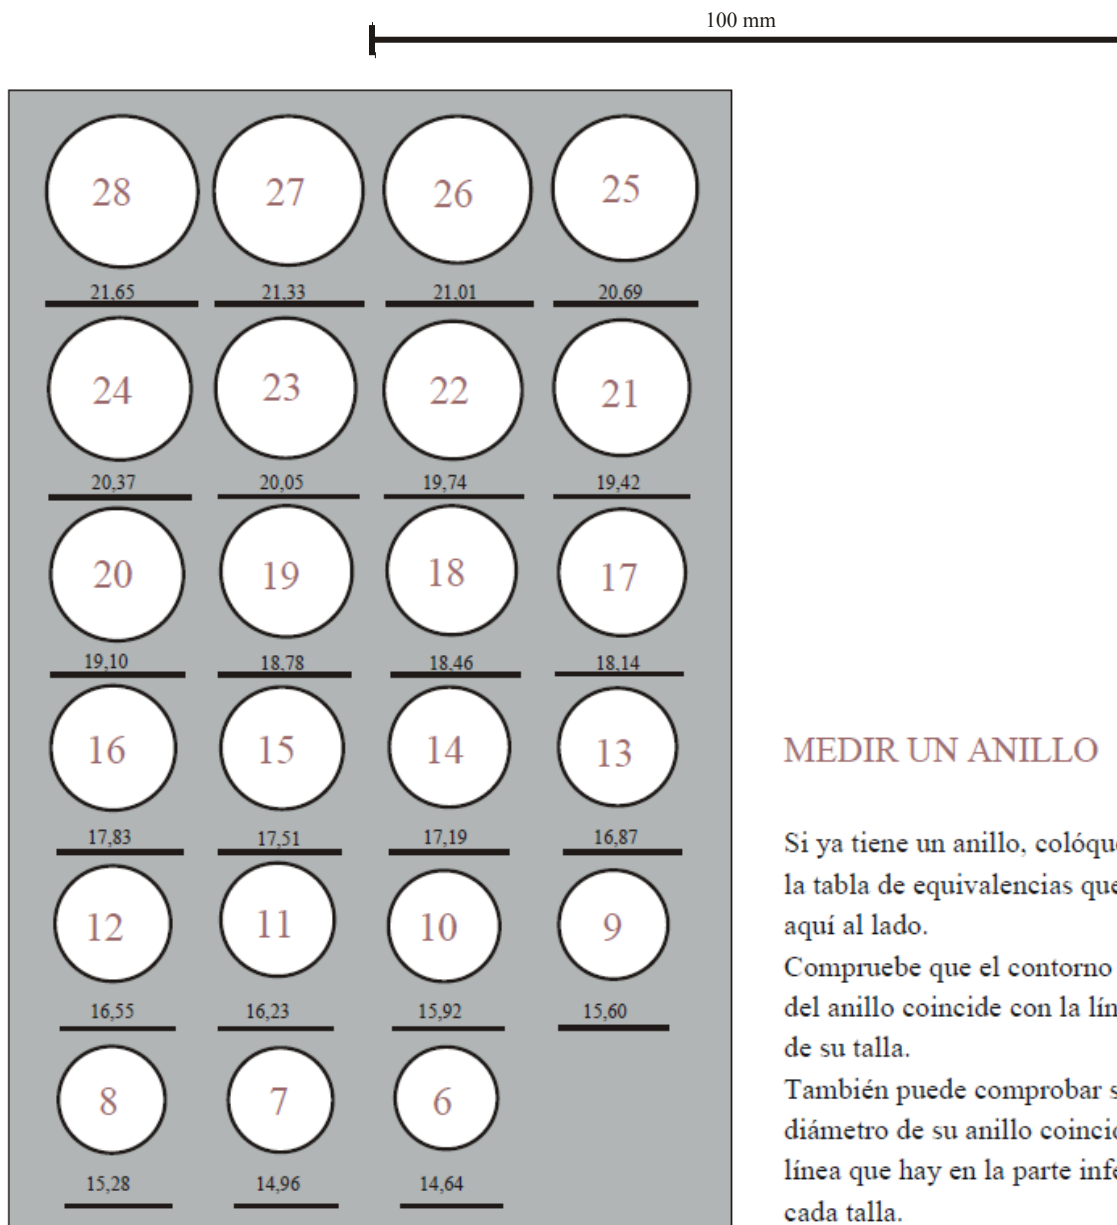 100 mm
28 27 26 25
21,65 21,33 21,01 20,69
24 23 22 21
20,37 20,05 19,74 19,42
20 19 18 17
19,10 18,78 18,46 18,14
16 15 14 13
17,83 17,51 17,19 16,87
12 11 10 9
16,55 16,23 15,92 15,60
8 7 6
15,28 14,96 14,64
MEDIR UN ANILLO
Si ya tiene un anillo,
la tabla de equivalencias que
aquí al lado.
Compruebe que el contorno
del anillo coincide con la
de su talla.
También puede comprobar
diámetro de su anillo
línea que hay en la parte
cada talla.